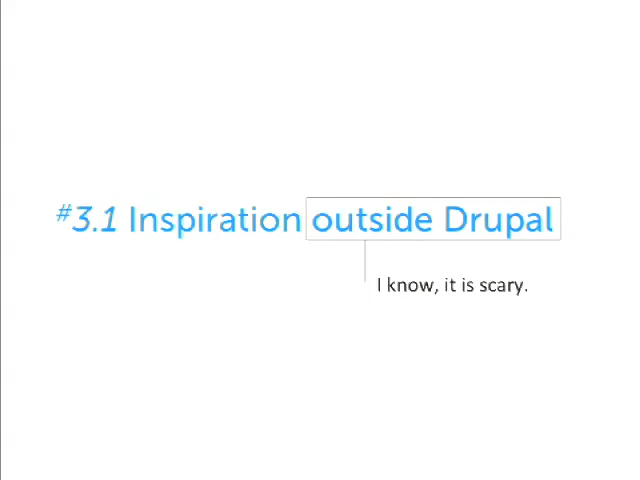 #3.1 Inspiration outside Drupal
I know, it is scary.